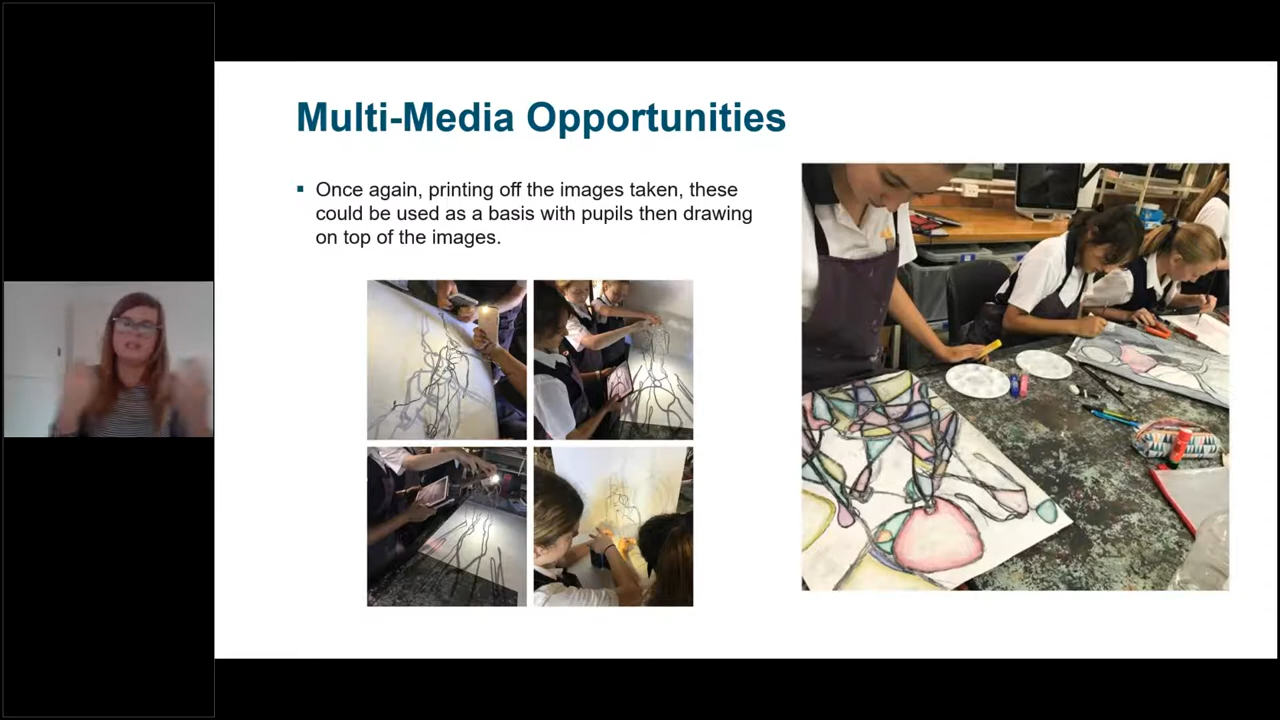 Multi-Media Opportunities
▪ Once again, printing off the images taken, these
could be used as a basis with pupils then drawing
on top of the images.